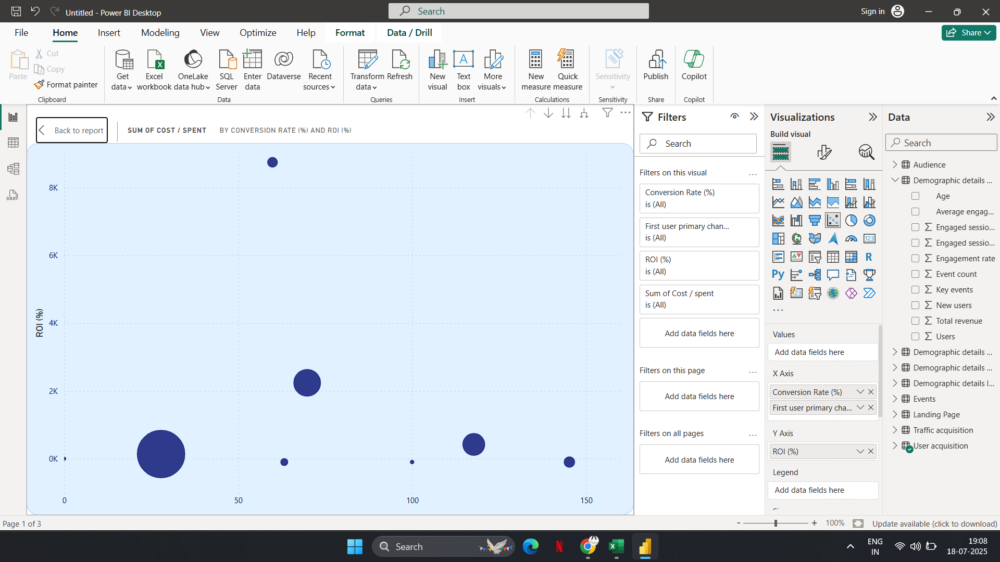 Untitled - Power BI Desktop
Search
Sign in
File
Home
Insert
Modeling
View
Optimize
Help
Format
Data / Drill
Share
Paste
Cut
Copy
Format painter
Clipboard
Get data
Excel workbook
OneLake data hub
SQL Server
Enter data
Dataverse
Recent sources
Data
Transform data
Refresh
Queries
New visual
Text box
More visuals
Insert
New measure
Quick measure
Calculations
Sensitivity
Sensitivity
Publish
Share
Copilot
Copilot
Back to report
SUM OF COST / SPENT
BY CONVERSION RATE (%) AND ROI (%)
ROI (%)
8K
6K
4K
2K
0K
0
50
100
150
Filters
Search
Filters on this visual
...
Conversion Rate (%)
is (All)
First user primary chan...
is (All)
ROI (%)
is (All)
Sum of Cost / spent
is (All)
Add data fields here
Filters on this page
...
Add data fields here
Filters on all pages
...
Add data fields here
Visualizations
Build visual
123
R
Py
123
...
Values
Add data fields here
X Axis
Conversion Rate (%)
First user primary cha...
Y Axis
ROI (%)
Legend
Add data fields here
Data
Search
Audience
Demographic details ...
Age
Average engag...
Engaged sessio...
Engaged sessio...
Engagement rate
Event count
Key events
New users
Total revenue
Users
Demographic details ...
Demographic details ...
Demographic details l...
Events
Landing Page
Traffic acquisition
User acquisition
DAX
Page 1 of 3
-
+
100%
Update available (click to download)
Search
ENG
IN
19:08
18-07-2025